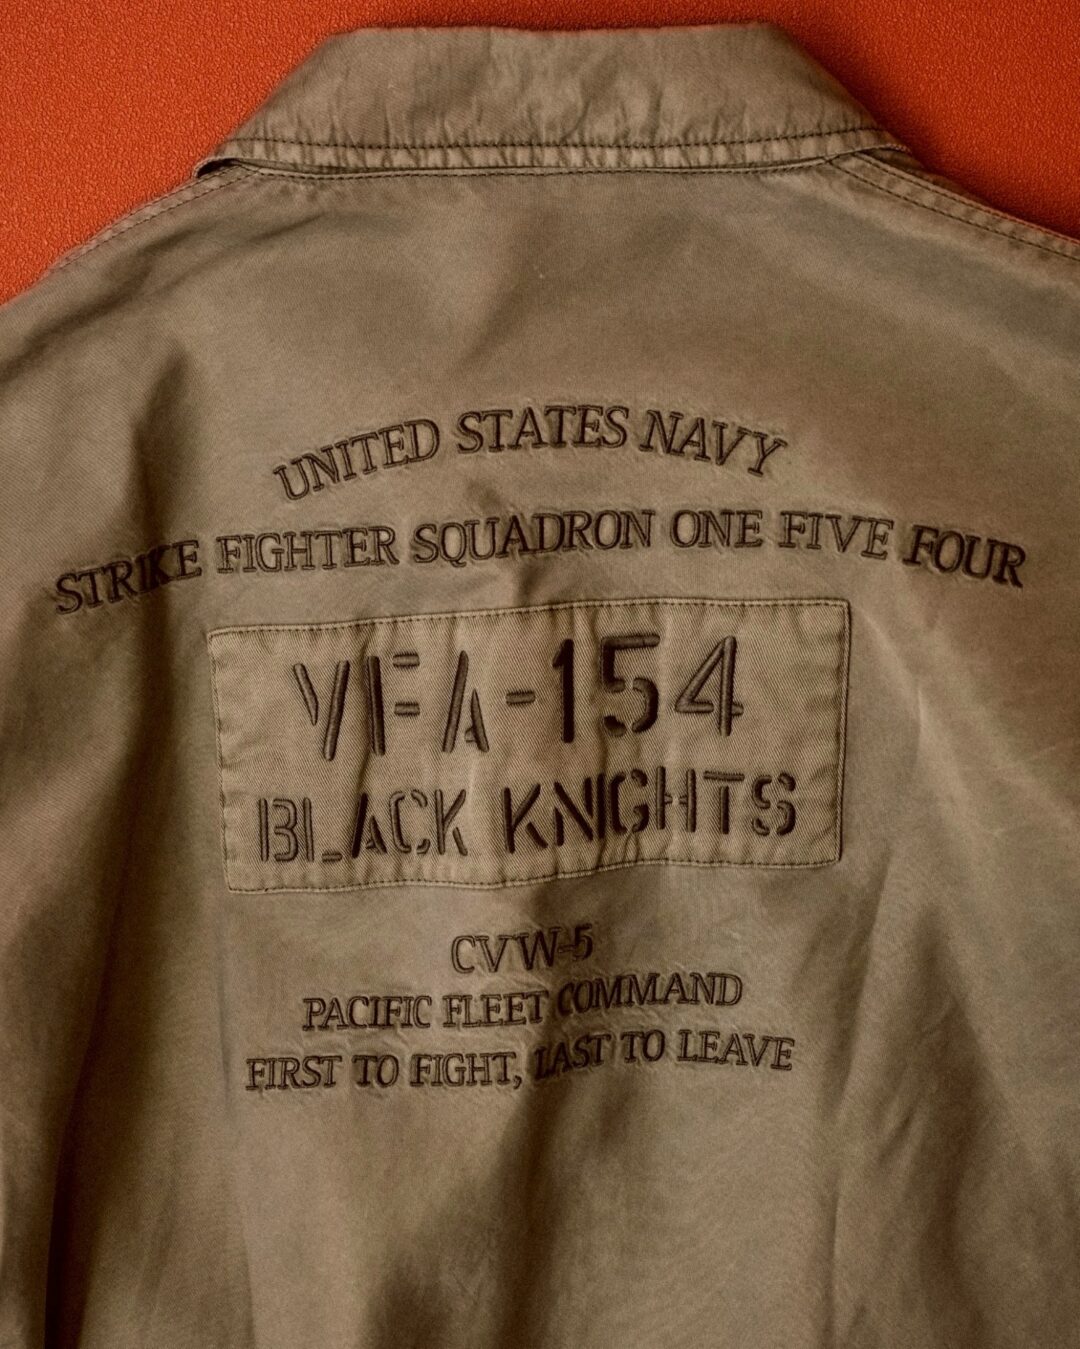 UNITED STATES NAVY
STRIKE FIGHTER SQUADRON ONE FIVE FOUR
VFA-154
BLACK KNIGHTS
CVW-5
PACIFIC FLEET COMMAND
FIRST TO FIGHT, LAST TO LEAVE